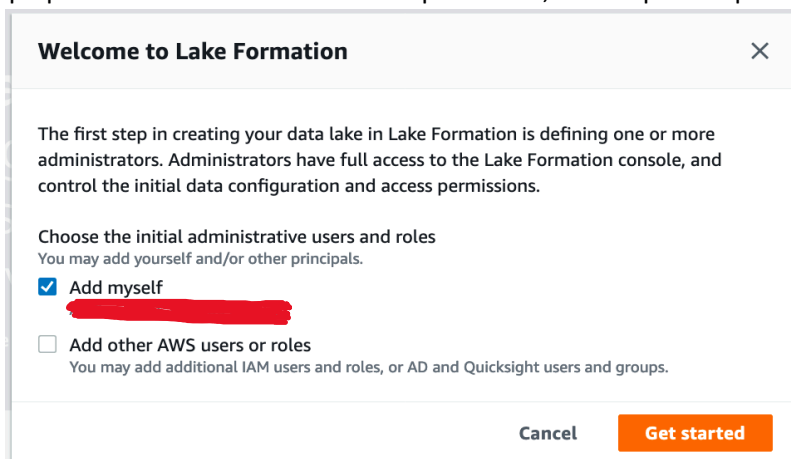 Welcome to Lake Formation
The first step in creating your data lake in Lake Formation is defining one or more
administrators. Administrators have full access to the Lake Formation console, and
control the initial data configuration and access permissions.
Choose the initial administrative users and roles
You may add yourself and/or other principals.
Add myself
Add other AWS users or roles
You may add additional IAM users and roles, or AD and Quicksight users and groups.
Cancel Get started